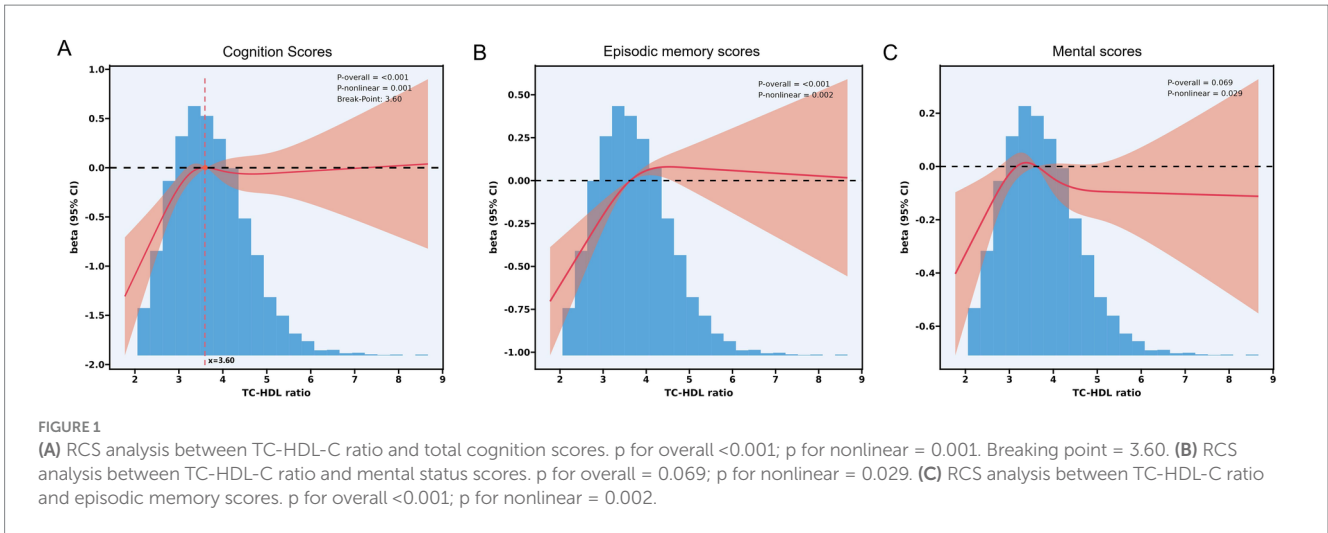 A
Cognition Scores
P-overall = <0.001
P-nonlinear = 0.001
Break-Point: 3.60
1.0
0.5
0.0
-0.5
-1.0
-1.5
-2.0
beta (95% CI)
x=3.60
2 3 4 5 6 7 8 9
TC-HDL ratio
B
Episodic memory scores
P-overall = <0.001
P-nonlinear = 0.002
0.50
0.25
0.00
-0.25
-0.50
-0.75
-1.00
beta (95% CI)
2 3 4 5 6 7 8 9
TC-HDL ratio
C
Mental scores
P-overall = 0.069
P-nonlinear = 0.029
0.2
0.0
-0.2
-0.4
-0.6
beta (95% CI)
2 3 4 5 6 7 8 9
TC-HDL ratio
FIGURE 1
(A) RCS analysis between TC-HDL-C ratio and total cognition scores. p for overall <0.001; p for nonlinear = 0.001. Breaking point = 3.60. (B) RCS
analysis between TC-HDL-C ratio and mental status scores. p for overall = 0.069; p for nonlinear = 0.029. (C) RCS analysis between TC-HDL-C ratio
and episodic memory scores. p for overall <0.001; p for nonlinear = 0.002.